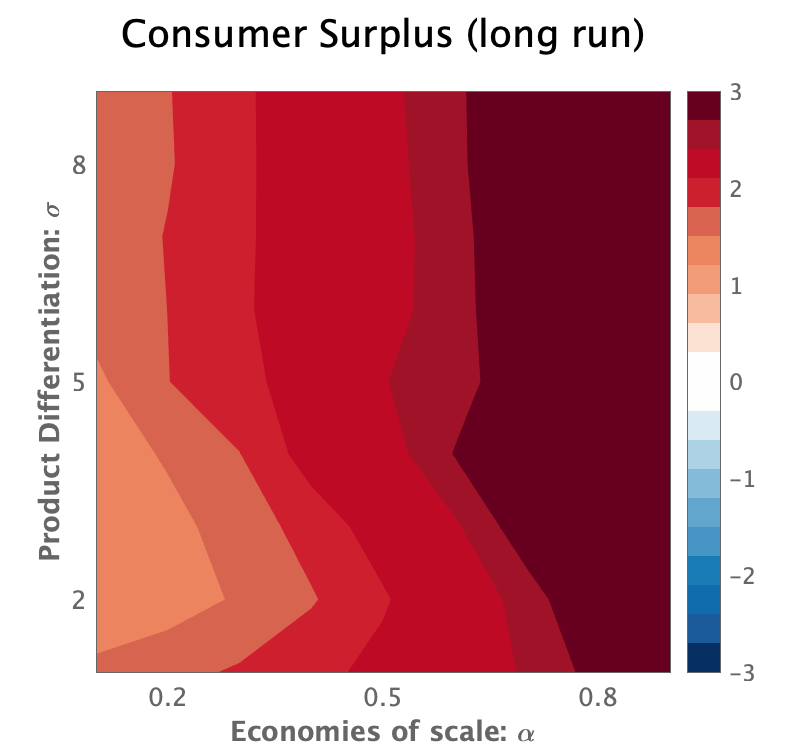 Consumer Surplus (long run)
3
8
2
Product Differentiation: σ
1
5
0
−1
−2
2
−3
0.2 0.5 0.8
Economies of scale: α